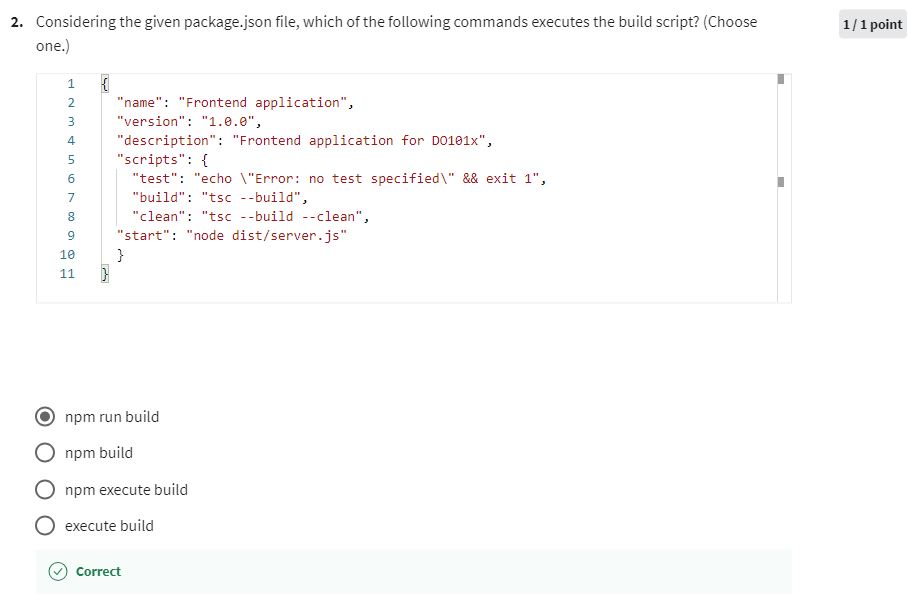 2. Considering the given package.json file, which of the following commands executes the build script? (Choose
one.)
1 / 1 point
1 {
2 "name": "Frontend application",
3 "version": "1.0.0",
4 "description": "Frontend application for DO101x",
5 "scripts": {
6 "test": "echo \"Error: no test specified\" && exit 1",
7 "build": "tsc --build",
8 "clean": "tsc --build --clean",
9 "start": "node dist/server.js"
10 }
11 }
npm run build
npm build
npm execute build
execute build
Correct